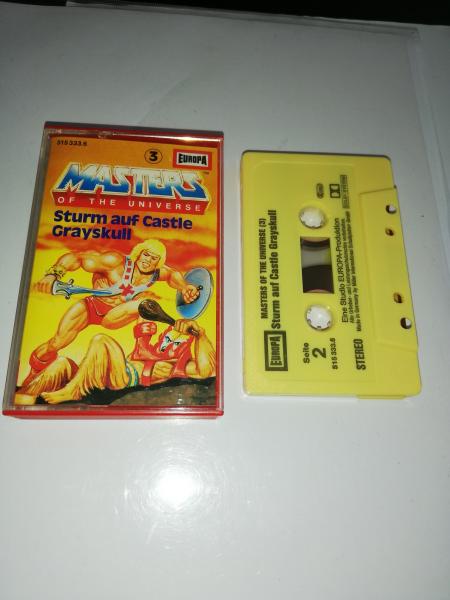 515 333.6
3
EUROPA
MASTERS
OF THE UNIVERSE
Sturm auf Castle
Grayskull
MASTERS OF THE UNIVERSE (3)
Sturm auf Castle Grayskull
EUROPA
Seite
2
515 333.6
Eine Studio EUROPA-Produktion
STEREO